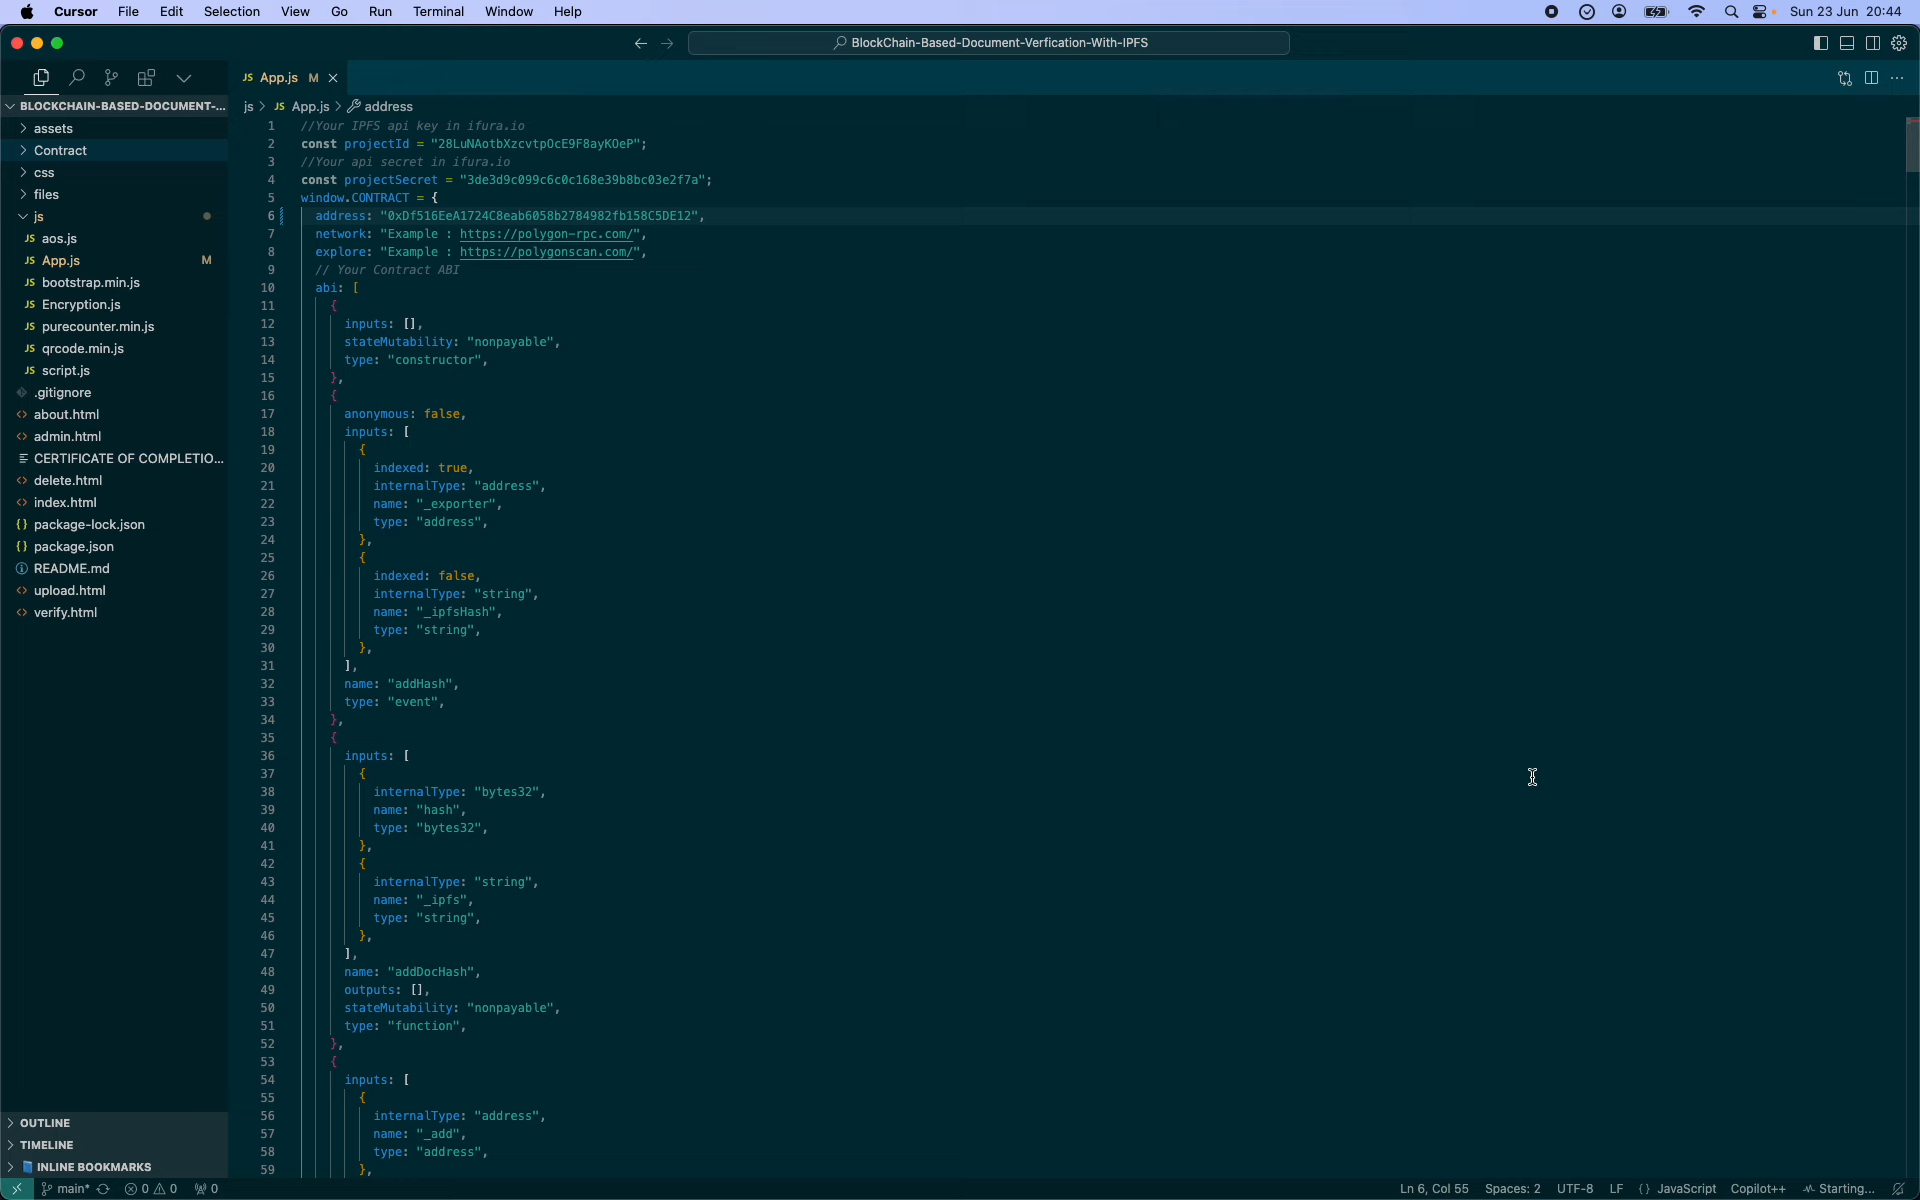 Cursor File Edit Selection View Go Run Terminal Window Help Sun 23 Jun 20:44
BlockChain-Based-Document-Verfication-With-IPFS
JS App.js M
BLOCKCHAIN-BASED-DOCUMENT-...
assets
Contract
css
files
js
JS aos.js
JS App.js M
JS bootstrap.min.js
JS Encryption.js
JS purecounter.min.js
JS qrcode.min.js
JS script.js
.gitignore
about.html
admin.html
CERTIFICATE OF COMPLETIO...
delete.html
index.html
package-lock.json
package.json
README.md
upload.html
verify.html
OUTLINE
TIMELINE
INLINE BOOKMARKS
js > JS App.js > address
1 //Your IPFS api key in ifura.io
2 const projectId = "28LuNAotbXzcvtpOcE9F8ayKOeP";
3 //Your api secret in ifura.io
4 const projectSecret = "3de3d9c099c6c0c168e39b8bc03e2f7a";
5 window.CONTRACT = {
6 address: "0xDf516EeA1724C8eab6058b2784982fb158C5DE12",
7 network: "Example : https://polygon-rpc.com/",
8 explore: "Example : https://polygonscan.com/",
9 // Your Contract ABI
10 abi: [
11 {
12 inputs: [],
13 stateMutability: "nonpayable",
14 type: "constructor",
15 },
16 {
17 anonymous: false,
18 inputs: [
19 {
20 indexed: true,
21 internalType: "address",
22 name: "_exporter",
23 type: "address",
24 },
25 {
26 indexed: false,
27 internalType: "string",
28 name: "_ipfsHash",
29 type: "string",
30 },
31 ],
32 name: "addHash",
33 type: "event",
34 },
35 {
36 inputs: [
37 {
38 internalType: "bytes32",
39 name: "hash",
40 type: "bytes32",
41 },
42 {
43 internalType: "string",
44 name: "_ipfs",
45 type: "string",
46 },
47 ],
48 name: "addDocHash",
49 outputs: [],
50 stateMutability: "nonpayable",
51 type: "function",
52 },
53 {
54 inputs: [
55 {
56 internalType: "address",
57 name: "_add",
58 type: "address",
59 },
main* 0 0 0 Ln 6, Col 55 Spaces: 2 UTF-8 LF {} JavaScript Copilot++ Starting...